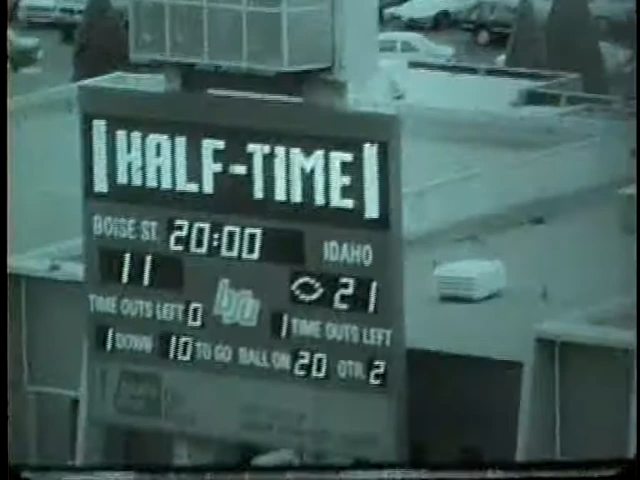 HALF-TIME
BOISE ST. 20:00 IDAHO
11 21
TIME OUTS LEFT 0 bsu 1 TIME OUTS LEFT
1 DOWN 10 TO GO BALL ON 20 QTR. 2